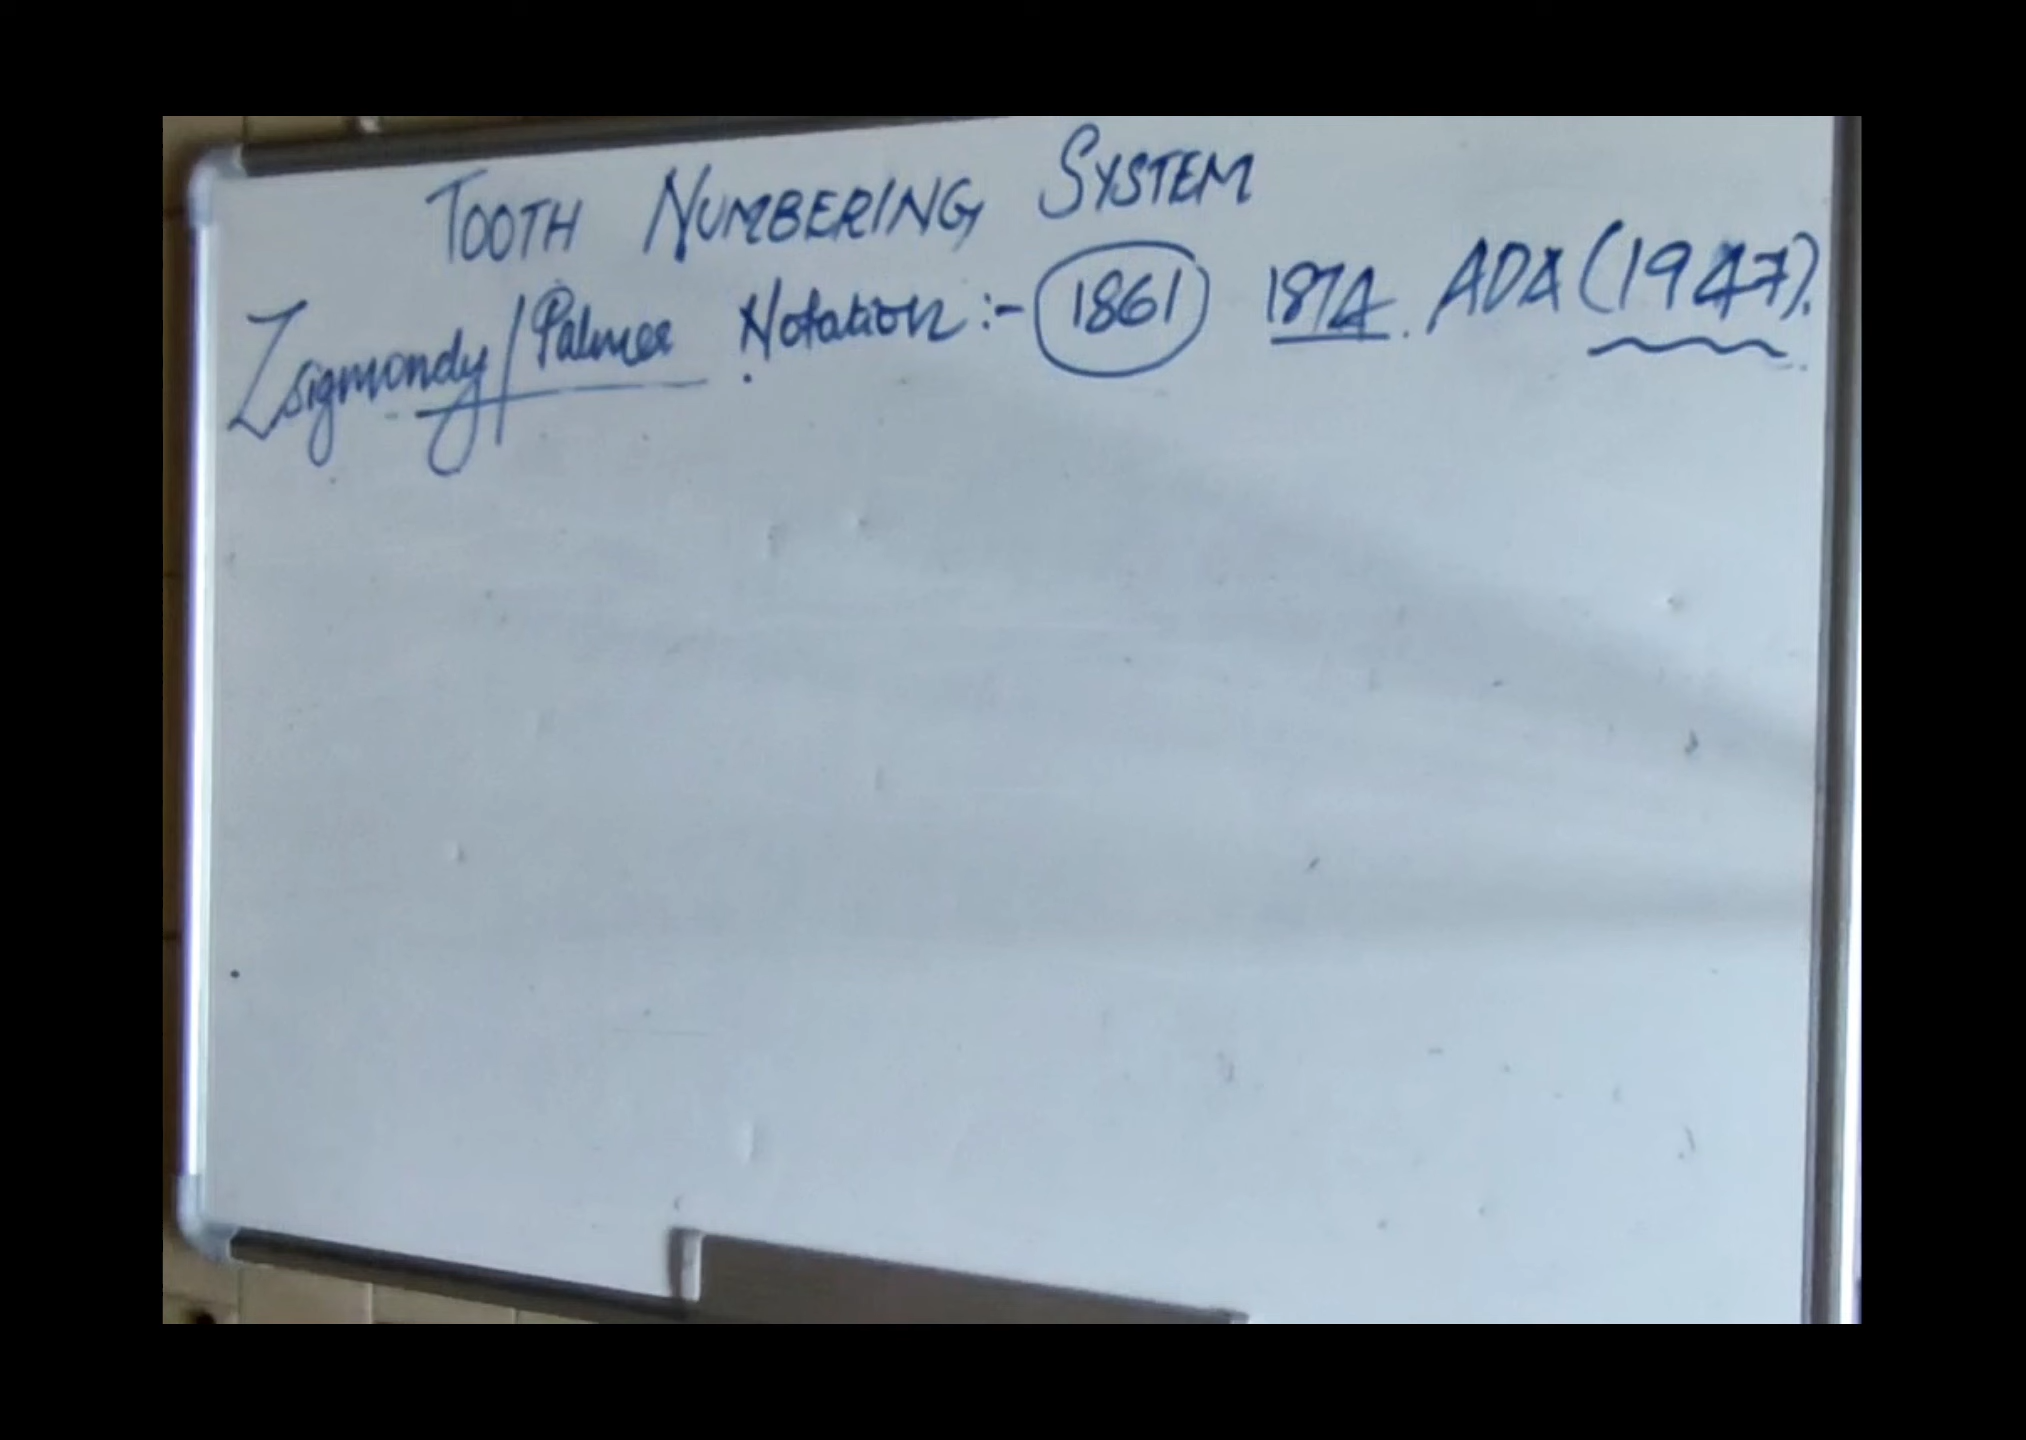 TOOTH NUMBERING SYSTEM
Zsigmondy/Palmer Notation:- 1861 1874. ADA (1947).